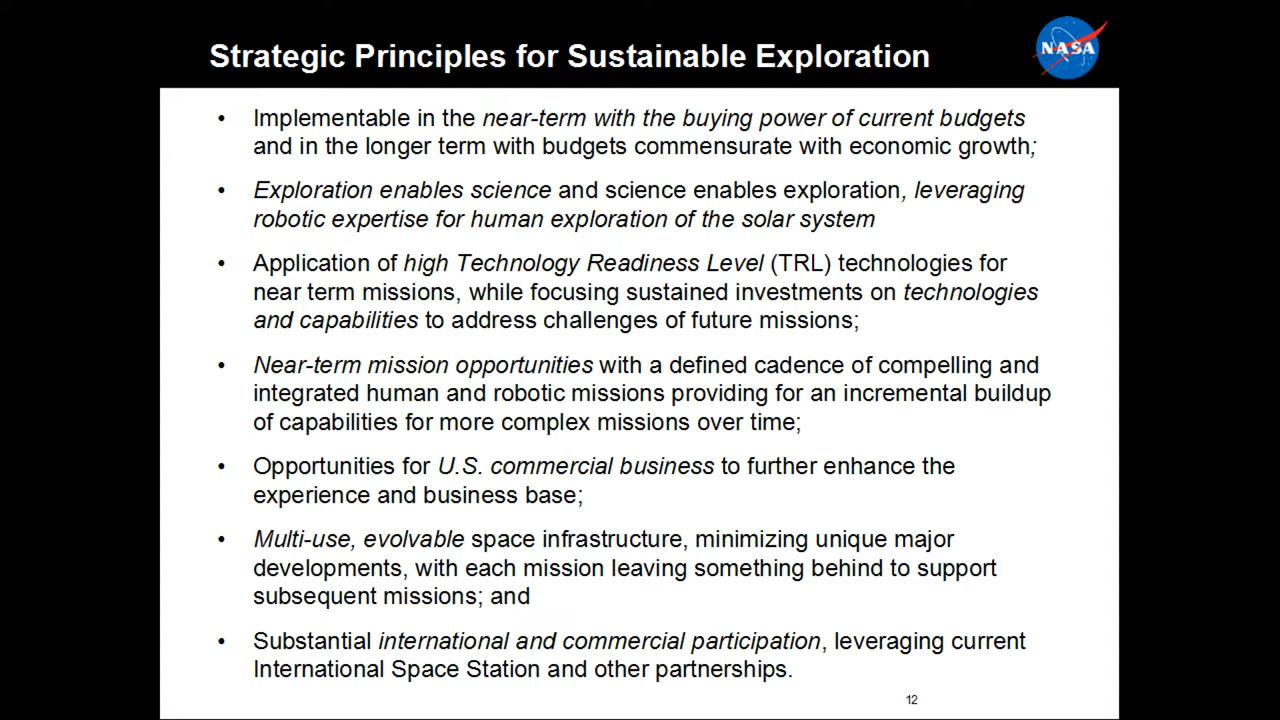 Strategic Principles for Sustainable Exploration
NASA
• Implementable in the near-term with the buying power of current budgets
and in the longer term with budgets commensurate with economic growth;
• Exploration enables science and science enables exploration, leveraging
robotic expertise for human exploration of the solar system
• Application of high Technology Readiness Level (TRL) technologies for
near term missions, while focusing sustained investments on technologies
and capabilities to address challenges of future missions;
• Near-term mission opportunities with a defined cadence of compelling and
integrated human and robotic missions providing for an incremental buildup
of capabilities for more complex missions over time;
• Opportunities for U.S. commercial business to further enhance the
experience and business base;
• Multi-use, evolvable space infrastructure, minimizing unique major
developments, with each mission leaving something behind to support
subsequent missions; and
• Substantial international and commercial participation, leveraging current
International Space Station and other partnerships.
12